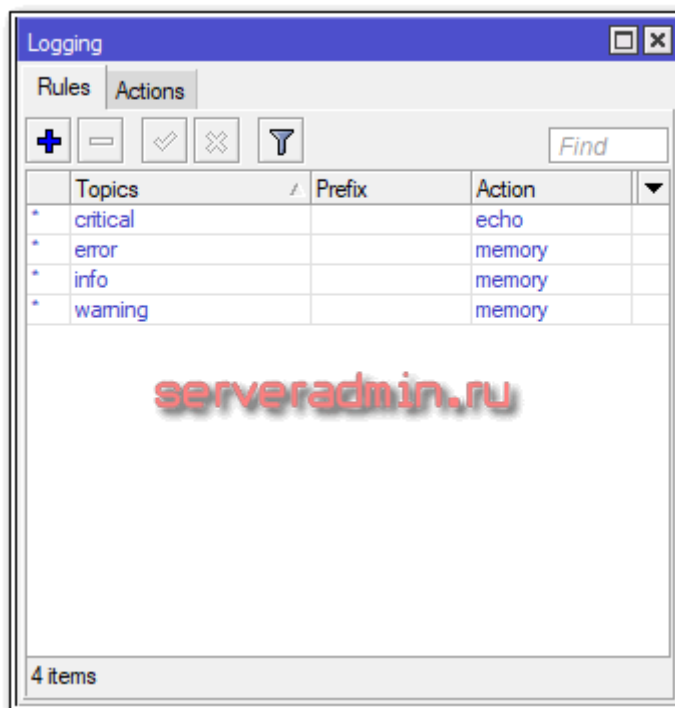 Logging
Rules Actions
Find
Topics Prefix Action
* critical echo
* error memory
* info memory
* warning memory
serveradmin.ru
4 items